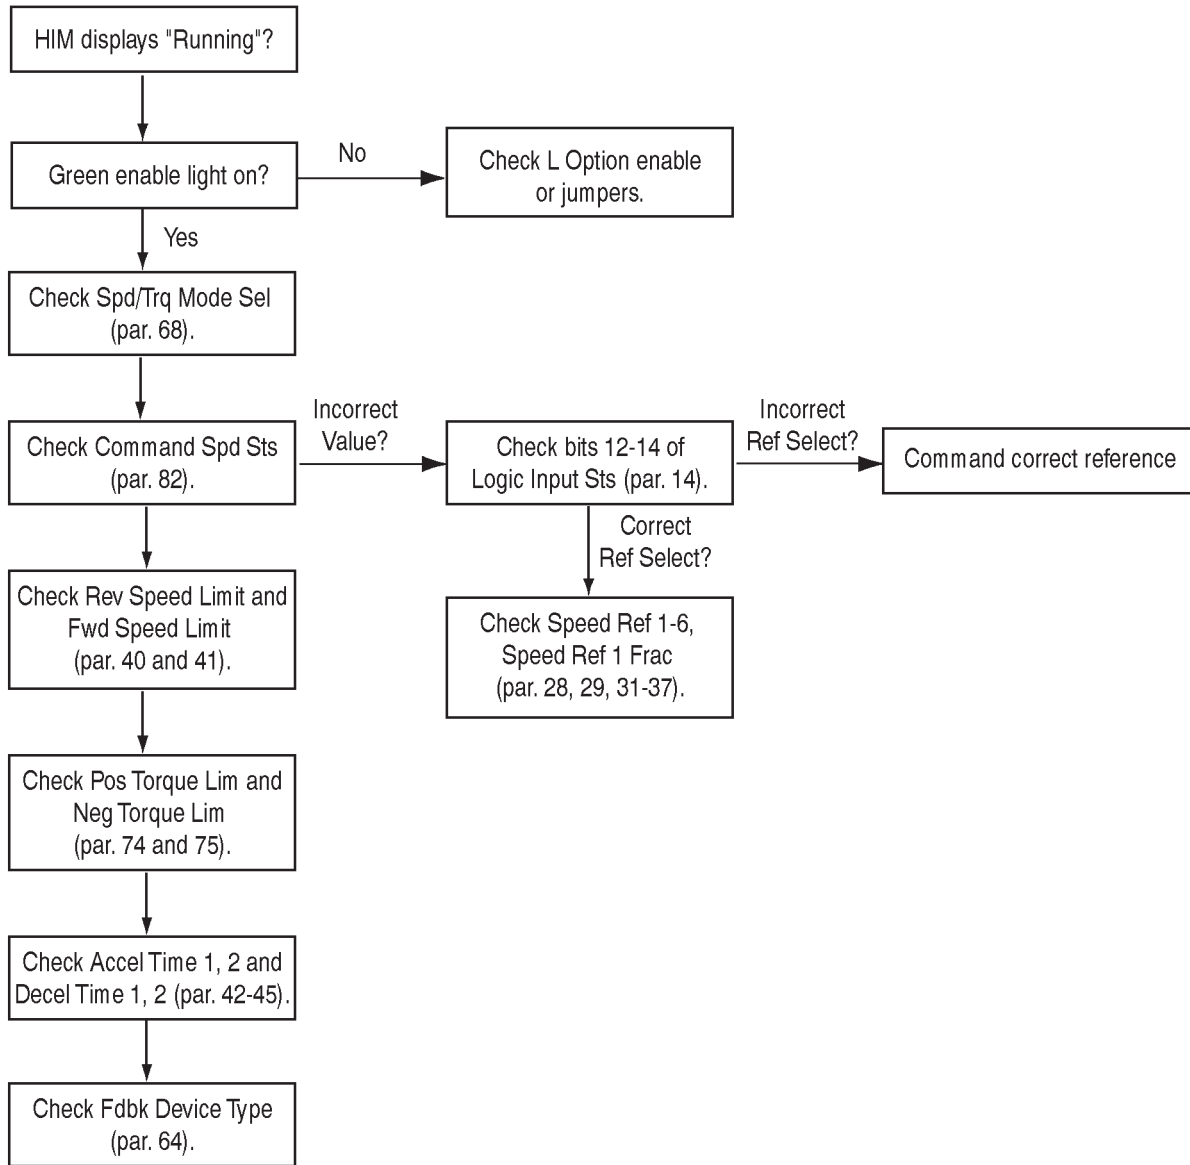 HIM displays "Running"?
Green enable light on?
No
Check L Option enable
or jumpers.
Yes
Check Spd/Trq Mode Sel
(par. 68).
Check Command Spd Sts
(par. 82).
Incorrect
Value?
Check bits 12-14 of
Logic Input Sts (par. 14).
Incorrect
Ref Select?
Command correct reference
Correct
Ref Select?
Check Speed Ref 1-6,
Speed Ref 1 Frac
(par. 28, 29, 31-37).
Check Rev Speed Limit and
Fwd Speed Limit
(par. 40 and 41).
Check Pos Torque Lim and
Neg Torque Lim
(par. 74 and 75).
Check Accel Time 1, 2 and
Decel Time 1, 2 (par. 42-45).
Check Fdbk Device Type
(par. 64).